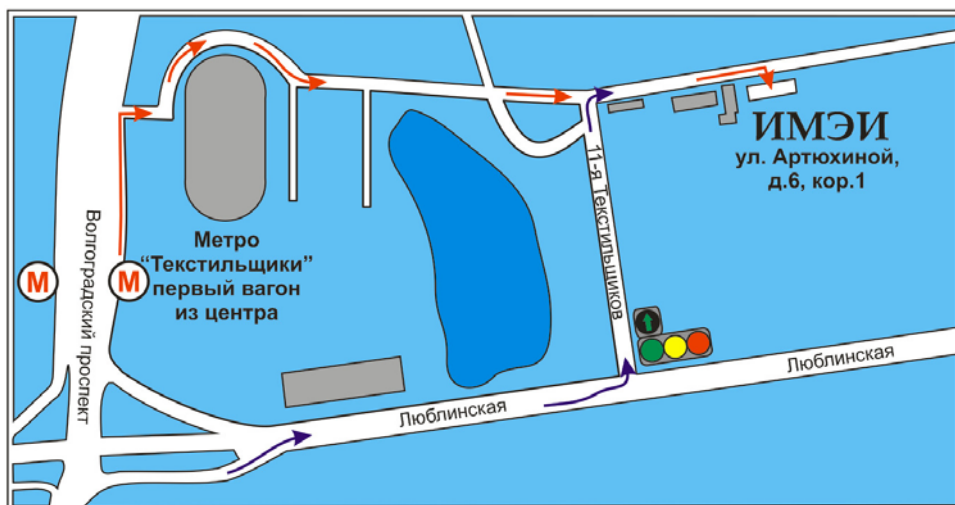 ИМЭИ
ул. Артюхиной,
д.6, кор.1
11-я Текстильщиков
Волгоградский проспект
М
М
Метро
“Текстильщики”
первый вагон
из центра
Люблинская
Люблинская